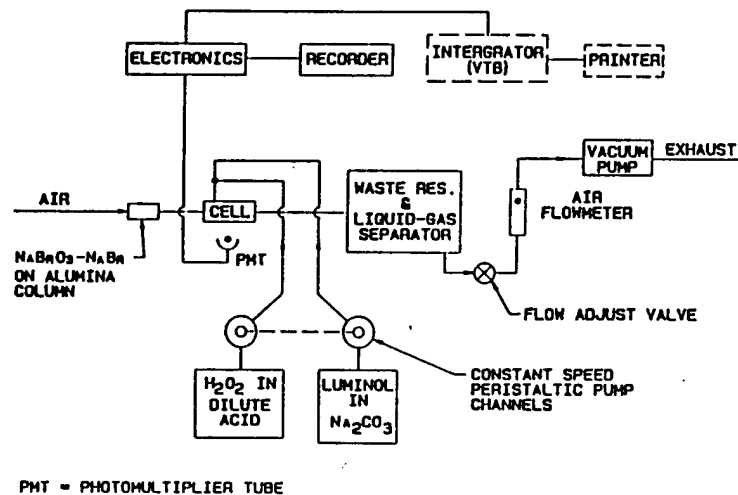 ELECTRONICS
RECORDER
INTERGRATOR
(VTB)
PRINTER
VACUUM
PUMP
EXHAUST
AIR
CELL
WASTE RES.
&
LIQUID-GAS
SEPARATOR
AIR
FLOWMETER
PMT
NABRO3-NABR
ON ALUMINA
COLUMN
FLOW ADJUST VALVE
H2O2 IN
DILUTE
ACID
LUMINOL
IN
NA2CO3
CONSTANT SPEED
PERISTALTIC PUMP
CHANNELS
PMT = PHOTOMULTIPLIER TUBE